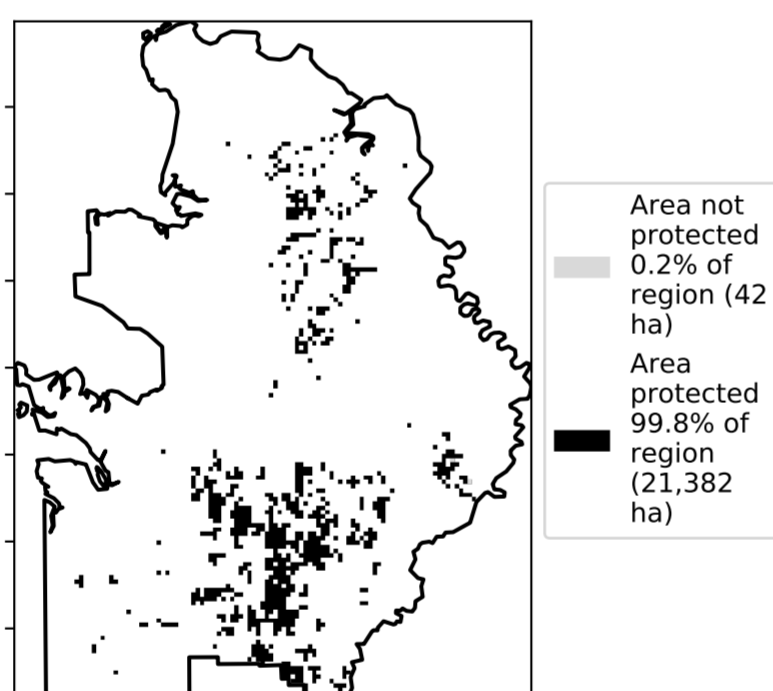 Area not
protected
0.2% of
region (42
ha)
Area
protected
99.8% of
region
(21,382
ha)